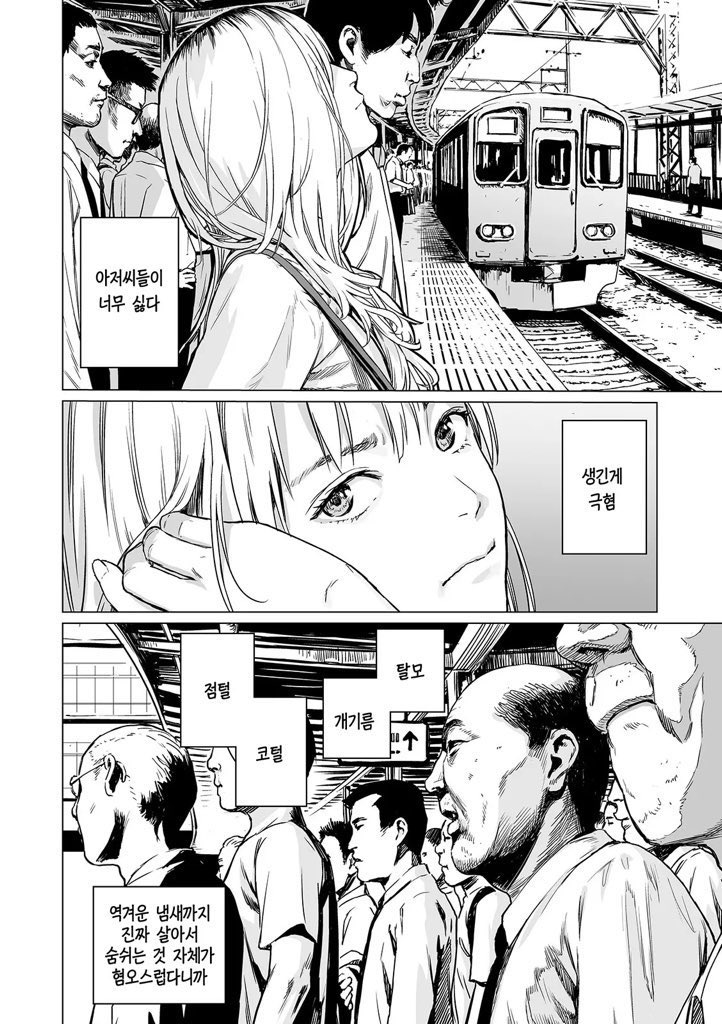 아저씨들이
너무 싫다
생긴게
극혐
점털
코털
개기름
탈모
역겨운 냄새까지
진짜 살아서
숨쉬는 것 자체가
혐오스럽다니까